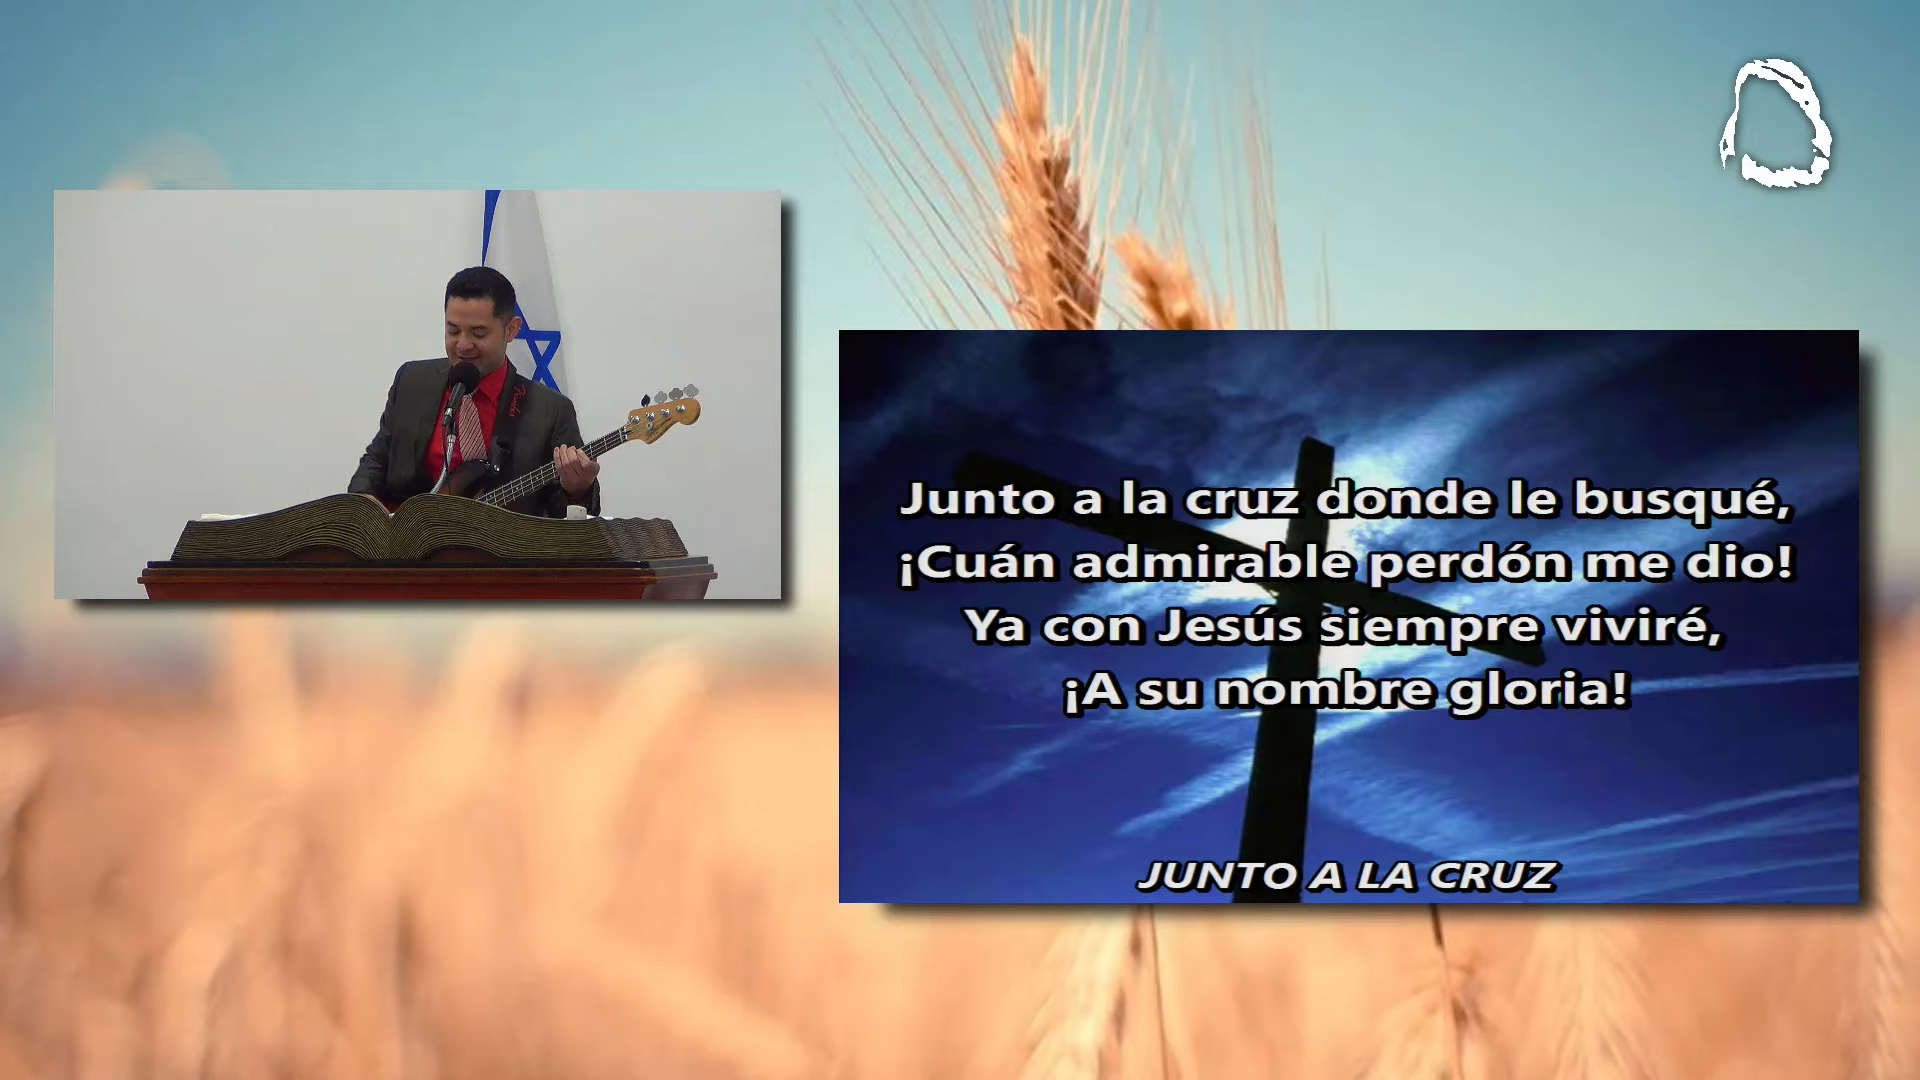 Junto a la cruz donde le busqué,
¡Cuán admirable perdón me dio!
Ya con Jesús siempre viviré,
¡A su nombre gloria!
JUNTO A LA CRUZ